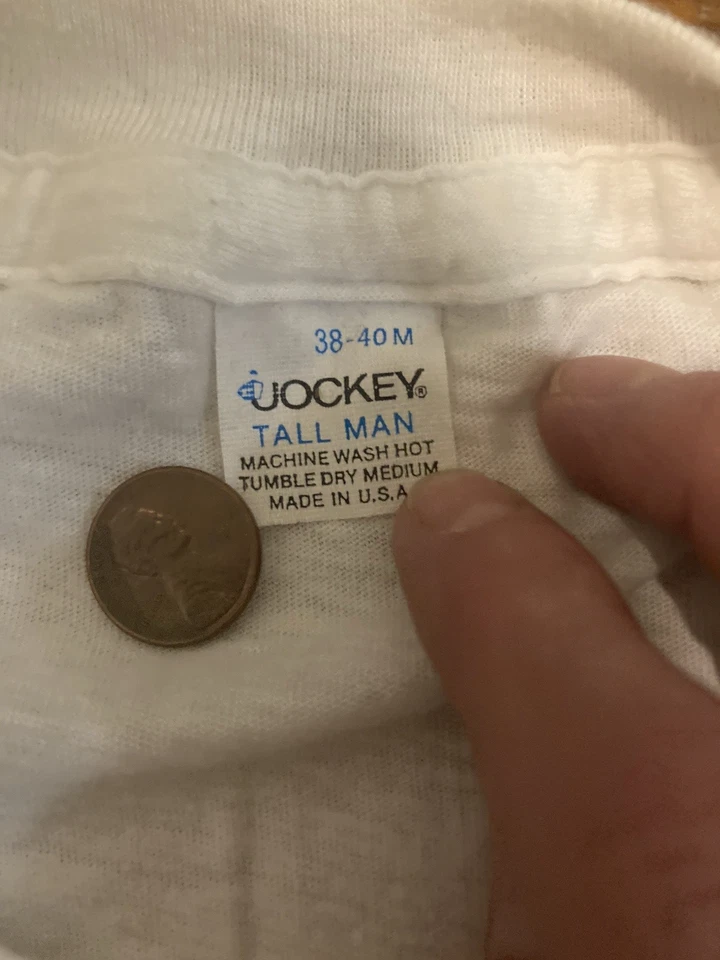 38-40 M
JOCKEY®
TALL MAN
MACHINE WASH HOT
TUMBLE DRY MEDIUM
MADE IN U.S.A